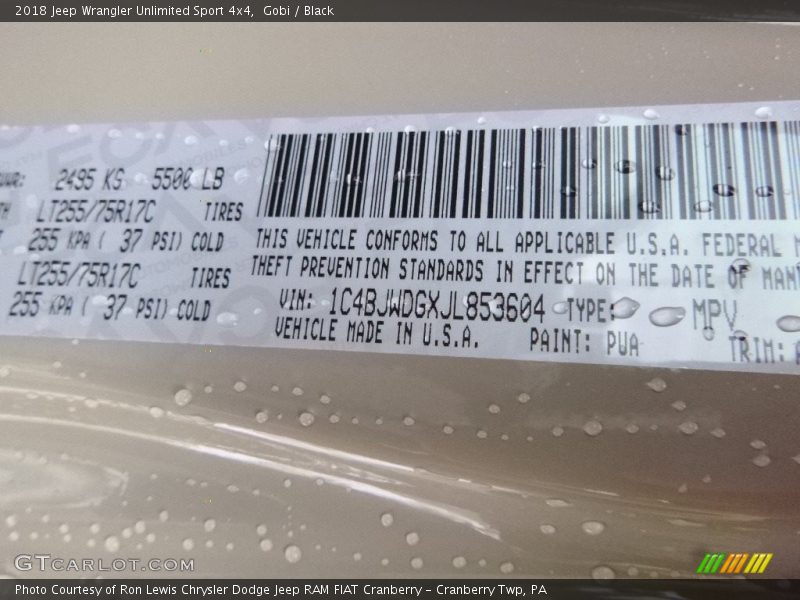 2018 Jeep Wrangler Unlimited Sport 4x4, Gobi / Black
2495 KG 5500 LB
LT255/75R17C TIRES
255 KPA ( 37 PSI) COLD
LT255/75R17C TIRES
255 KPA ( 37 PSI) COLD
THIS VEHICLE CONFORMS TO ALL APPLICABLE U.S.A. FEDERAL M
THEFT PREVENTION STANDARDS IN EFFECT ON THE DATE OF MAN
VIN: 1C4BJWDGXJL853604 TYPE: MPV
VEHICLE MADE IN U.S.A. PAINT: PUA
TRIM:
GTCARLOT.COM
Photo Courtesy of Ron Lewis Chrysler Dodge Jeep RAM FIAT Cranberry - Cranberry Twp, PA